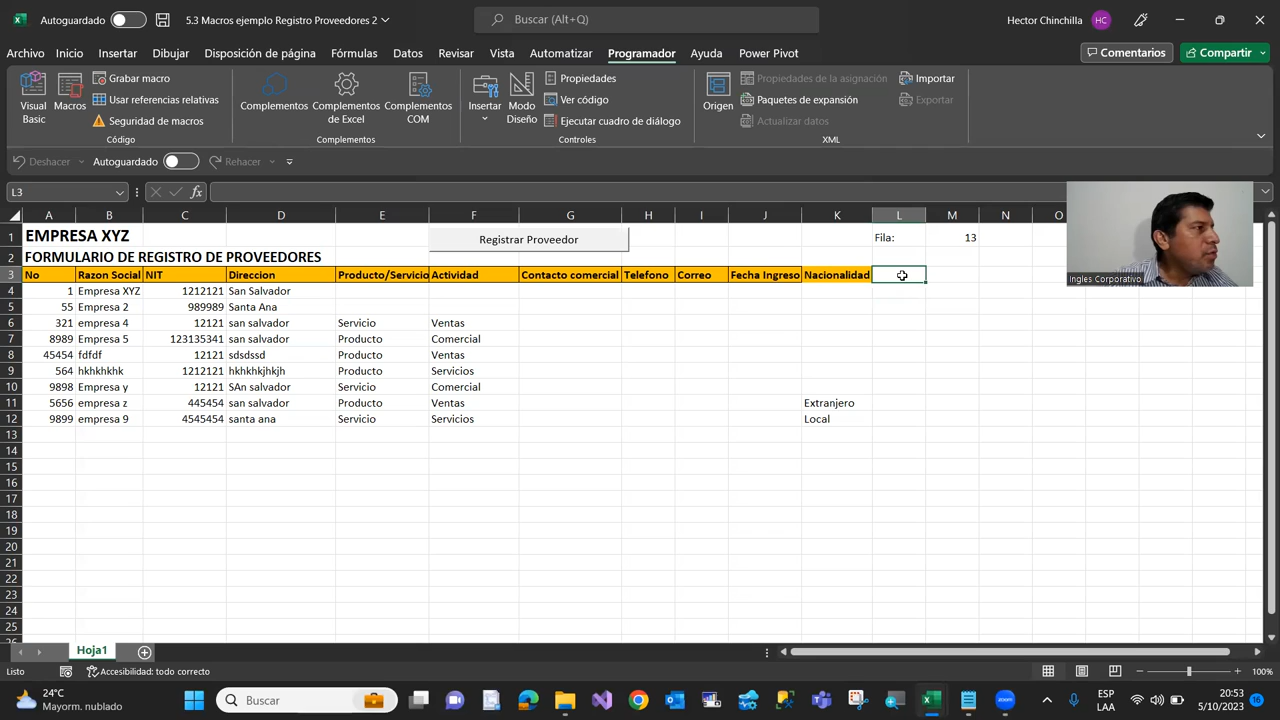 Autoguardado
5.3 Macros ejemplo Registro Proveedores 2
Buscar (Alt+Q)
Hector Chinchilla
HC
Archivo Inicio Insertar Dibujar Disposición de página Fórmulas Datos Revisar Vista Automatizar Programador Ayuda Power Pivot
Comentarios
Compartir
Visual Basic
Macros
Grabar macro
Usar referencias relativas
Seguridad de macros
Código
Complementos
Complementos de Excel
Complementos COM
Complementos
Insertar
Modo Diseño
Propiedades
Ver código
Ejecutar cuadro de diálogo
Controles
Origen
Propiedades de la asignación
Paquetes de expansión
Actualizar datos
Importar
Exportar
XML
Deshacer Autoguardado Rehacer
L3
fx
A B C D E F G H I J K L M N O
1 EMPRESA XYZ Registrar Proveedor Fila: 13
2 FORMULARIO DE REGISTRO DE PROVEEDORES
3 No Razon Social NIT Direccion Producto/Servicio Actividad Contacto comercial Telefono Correo Fecha Ingreso Nacionalidad
4 1 Empresa XYZ 1212121 San Salvador
5 55 Empresa 2 989989 Santa Ana
6 321 empresa 4 12121 san salvador Servicio Ventas
7 8989 Empresa 5 123135341 san salvador Producto Comercial
8 45454 fdfdf 12121 sdsdssd Producto Ventas
9 564 hkhkhkhk 1212121 hkhkhkjhkjh Producto Servicios
10 9898 Empresa y 12121 SAn salvador Servicio Comercial
11 5656 empresa z 445454 san salvador Producto Ventas Extranjero
12 9899 empresa 9 4545454 santa ana Servicio Servicios Local
13
14
15
16
17
18
19
20
21
22
23
24
25
26
Ingles Corporativo
Hoja1
Listo
Accesibilidad: todo correcto
100%
24°C
Mayorm. nublado
Buscar
ESP
LAA
20:53
5/10/2023
16